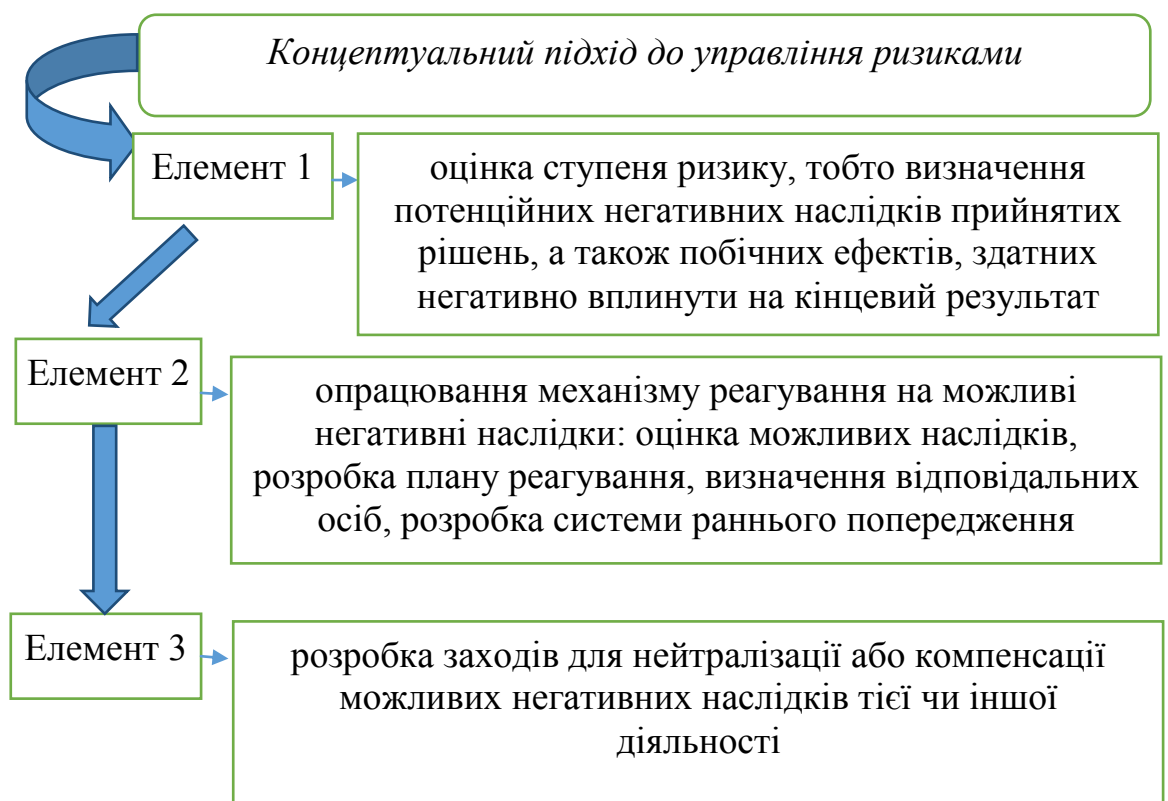 Концептуальний підхід до управління ризиками
Елемент 1
оцінка ступеня ризику, тобто визначення
потенційних негативних наслідків прийнятих
рішень, а також побічних ефектів, здатних
негативно вплинути на кінцевий результат
Елемент 2
опрацювання механізму реагування на можливі
негативні наслідки: оцінка можливих наслідків,
розробка плану реагування, визначення відповідальних
осіб, розробка системи раннього попередження
Елемент 3
розробка заходів для нейтралізації або компенсації
можливих негативних наслідків тієї чи іншої
діяльності